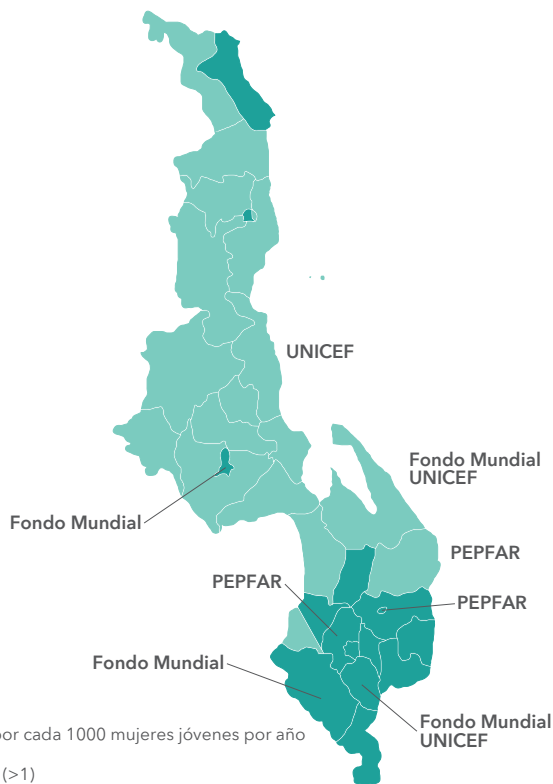 UNICEF
Fondo Mundial
UNICEF
Fondo Mundial
PEPFAR
PEPFAR
PEPFAR
Fondo Mundial
Fondo Mundial
UNICEF
por cada 1000 mujeres jóvenes por año
(>1)